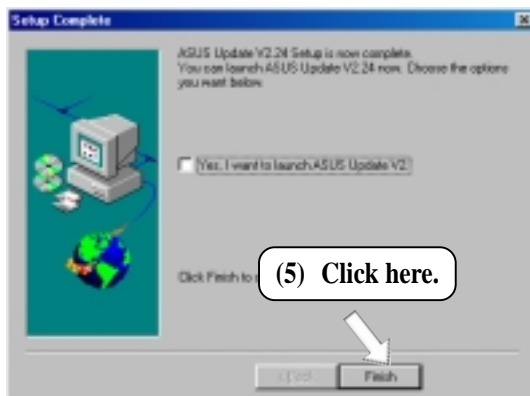 Setup Complete
ASUS Update V2.24 Setup is now complete.
You can launch ASUS Update V2.24 now. Choose the options
you want below.
Yes, I want to launch ASUS Update V2.
Click Finish to
(5) Click here.
< Back
Finish